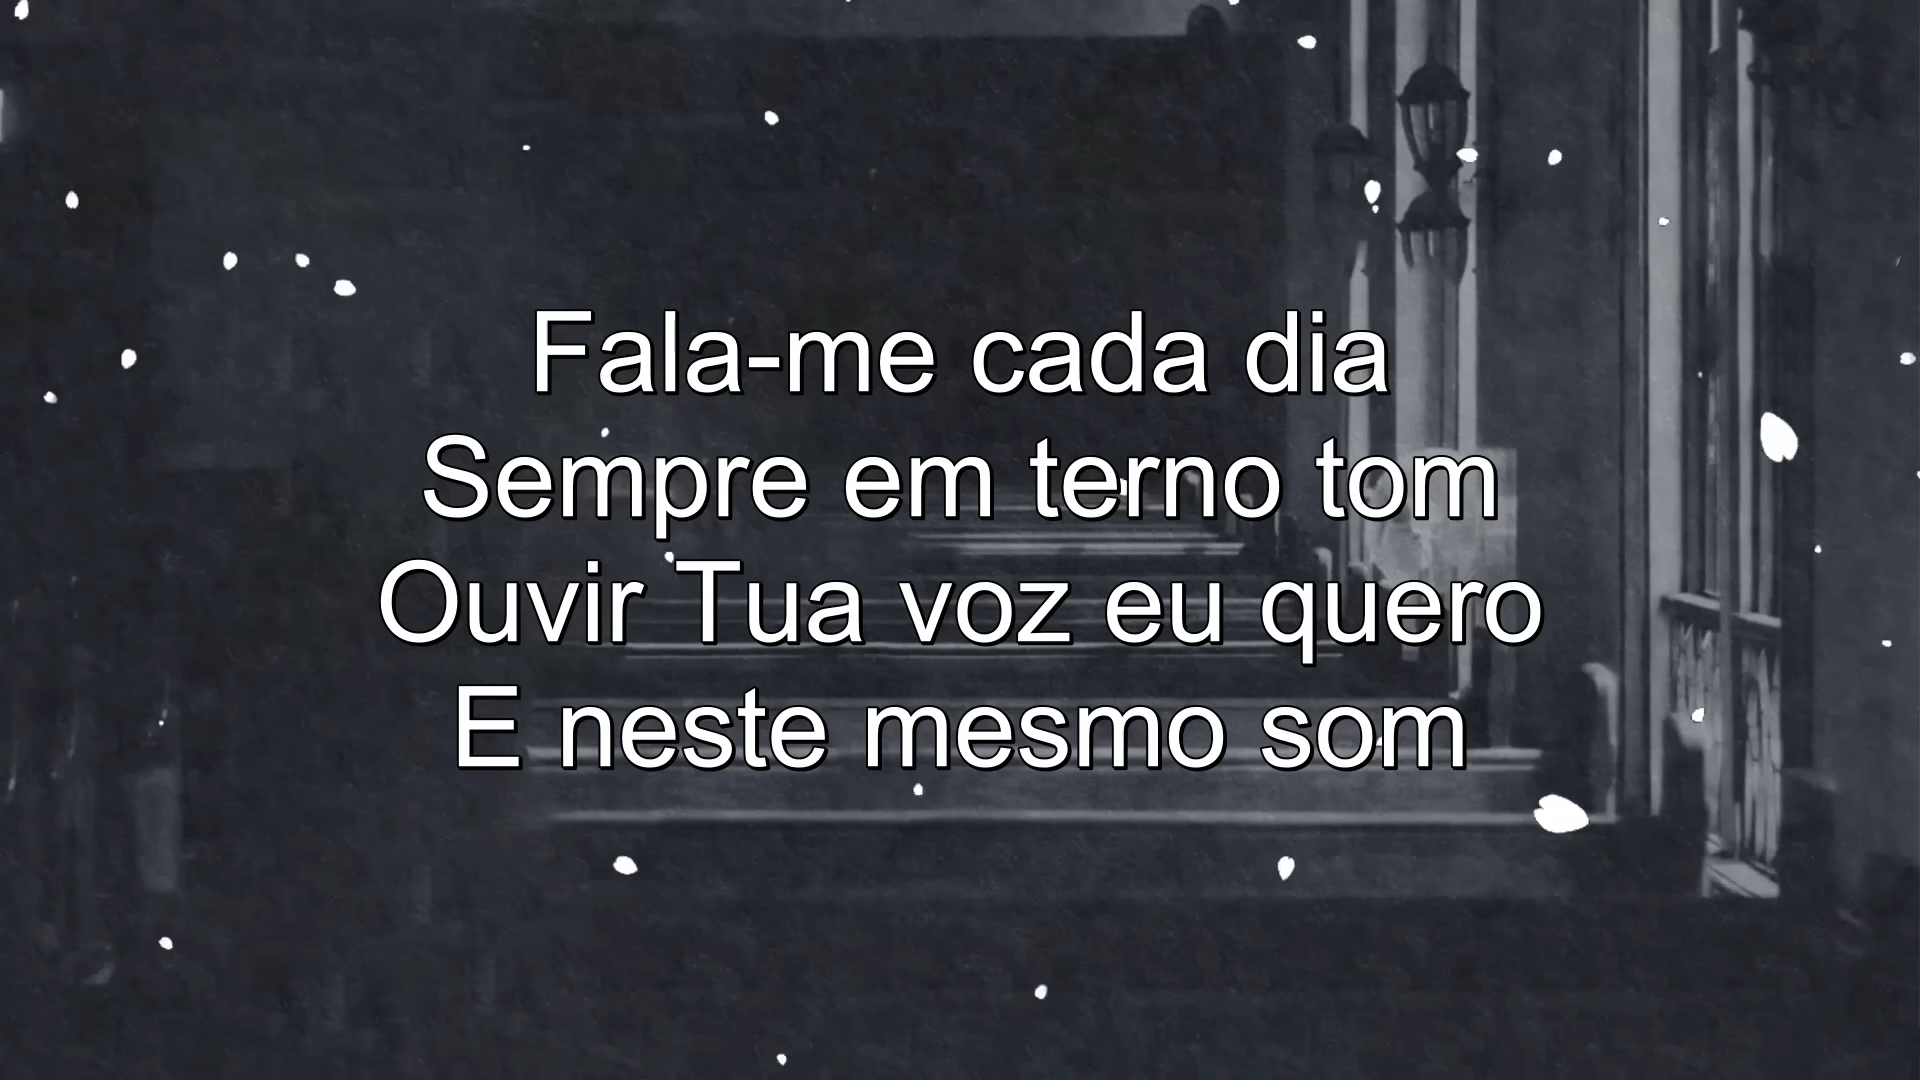 Fala-me cada dia
Sempre em terno tom
Ouvir Tua voz eu quero
E neste mesmo som